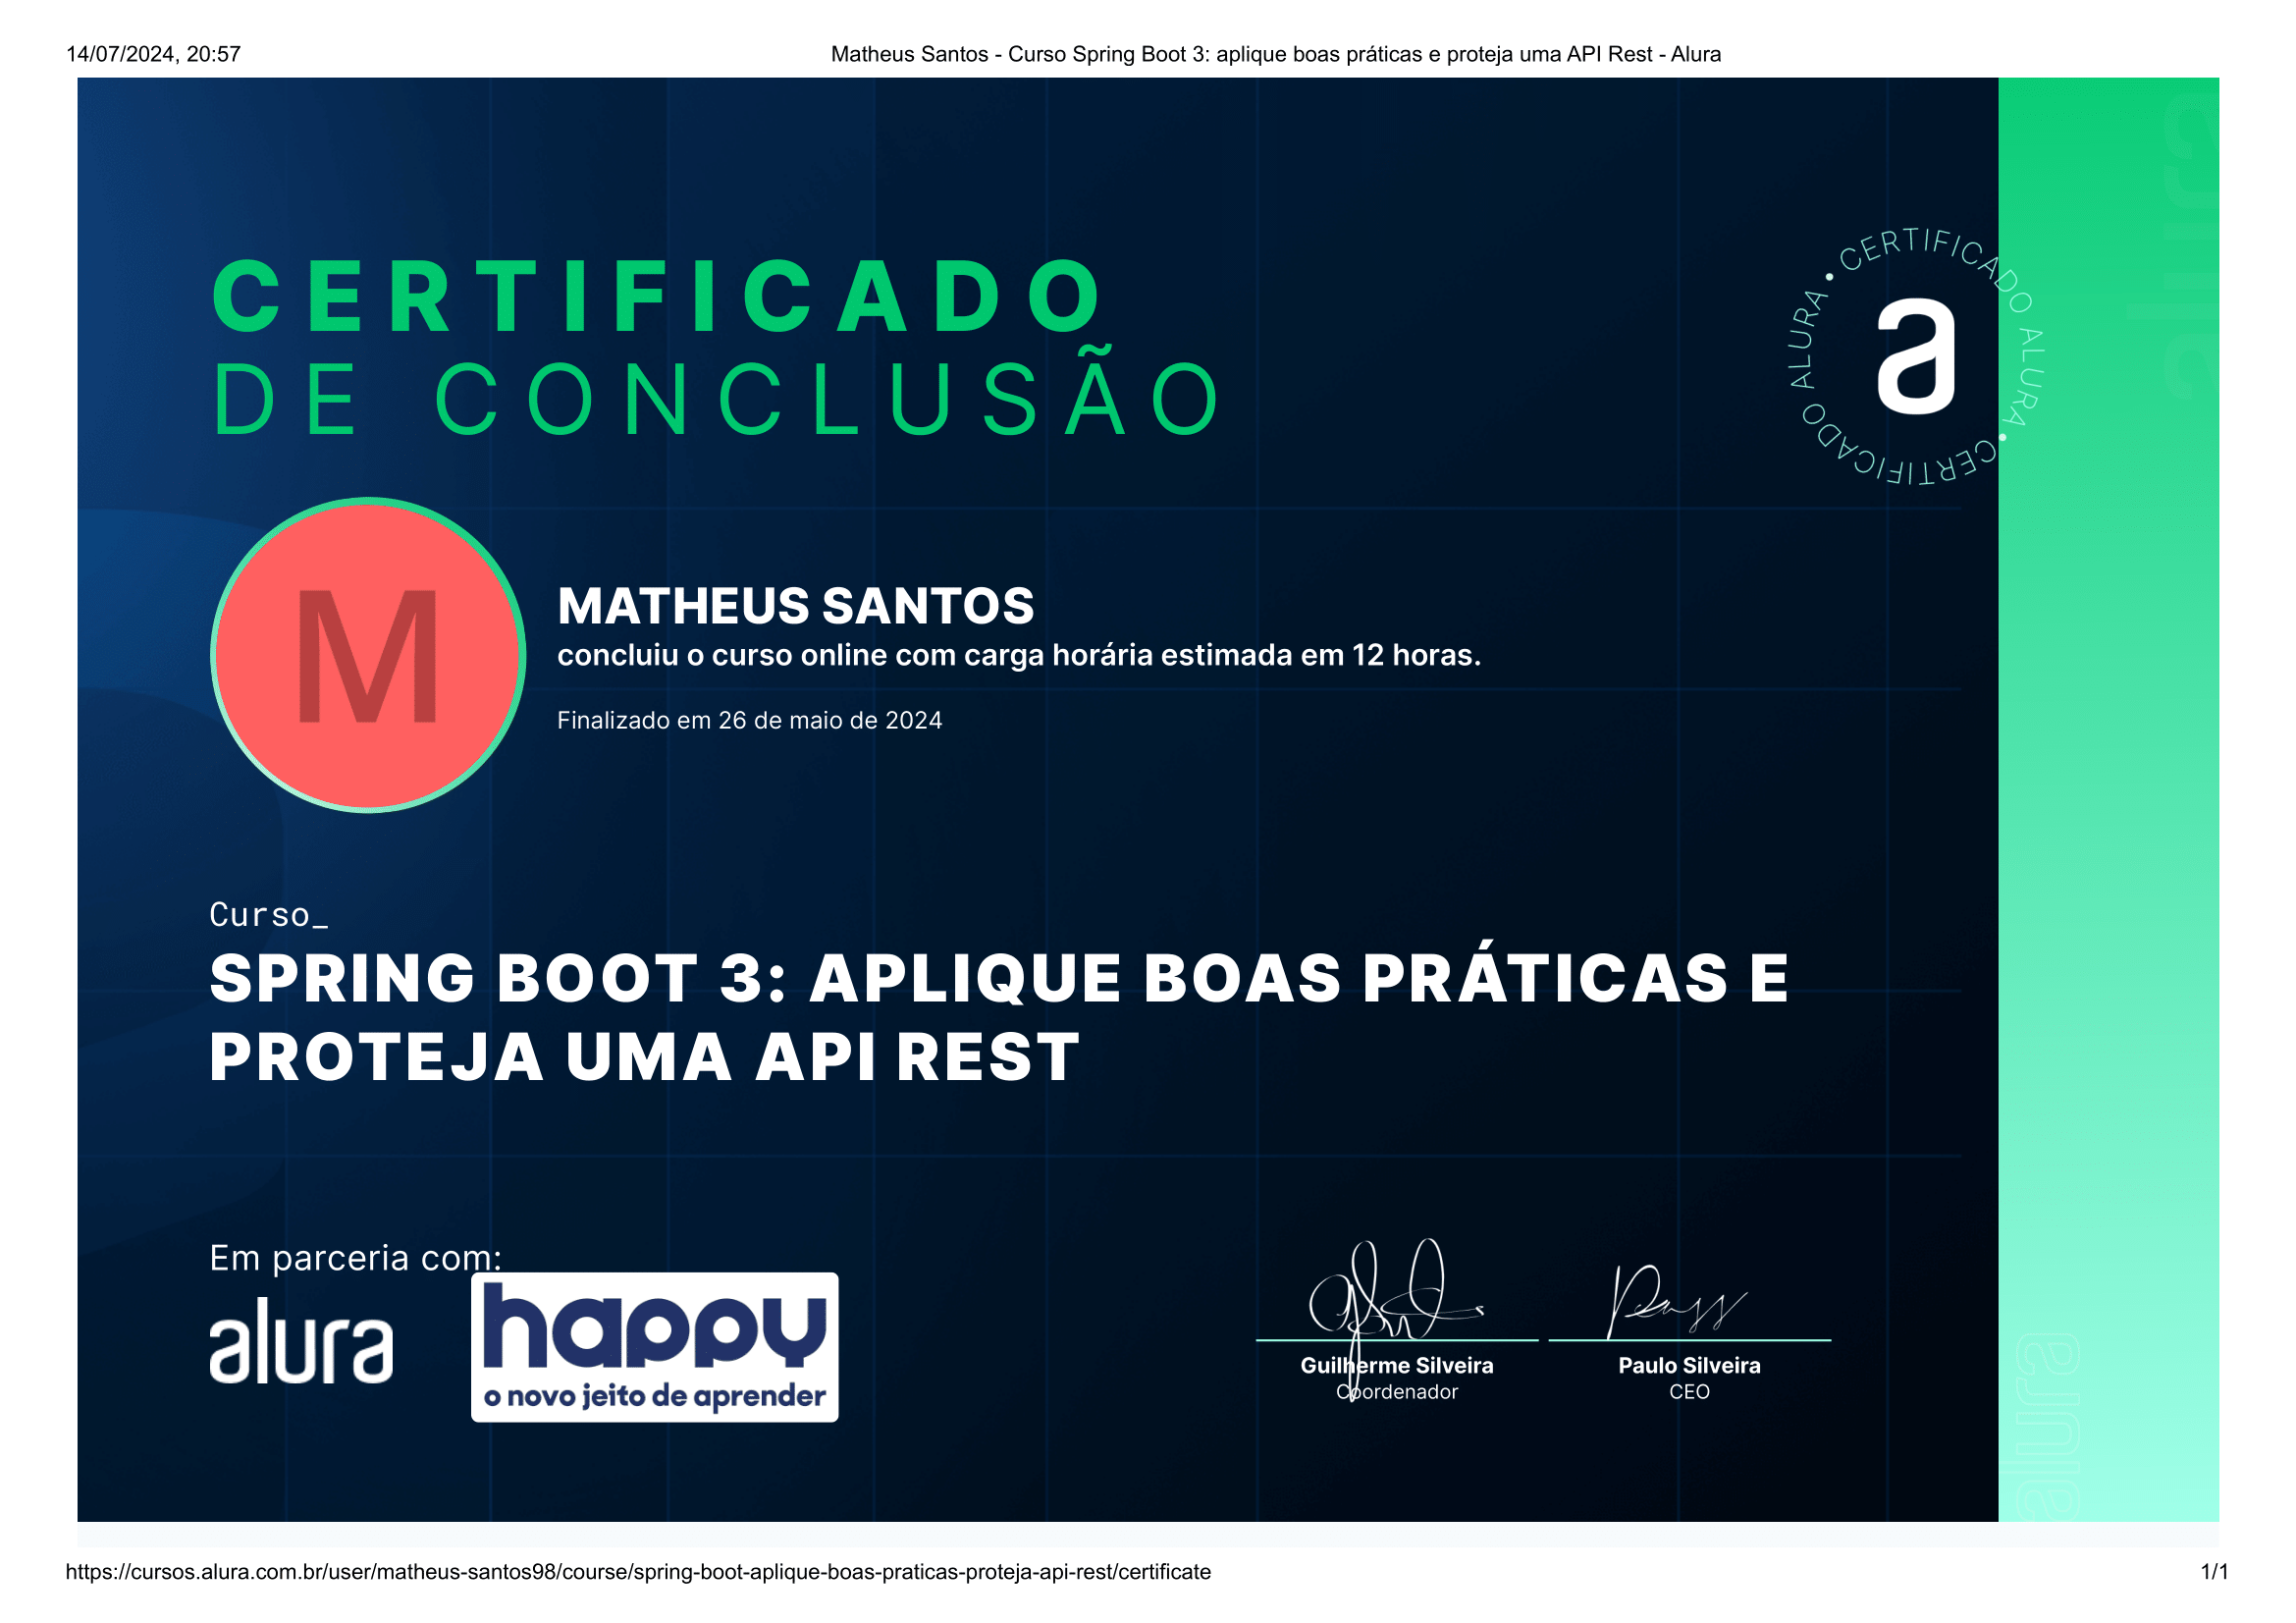 14/07/2024, 20:57
Matheus Santos - Curso Spring Boot 3: aplique boas práticas e proteja uma API Rest - Alura
alura
CERTIFICADO
DE CONCLUSÃO
CERTIFICADO ALURA • CERTIFICADO ALURA •
a
M
MATHEUS SANTOS
concluiu o curso online com carga horária estimada em 12 horas.
Finalizado em 26 de maio de 2024
Curso_
SPRING BOOT 3: APLIQUE BOAS PRÁTICAS E
PROTEJA UMA API REST
Em parceria com:
alura
happy
o novo jeito de aprender
Guilherme Silveira
Coordenador
Paulo Silveira
CEO
alura
https://cursos.alura.com.br/user/matheus-santos98/course/spring-boot-aplique-boas-praticas-proteja-api-rest/certificate
1/1